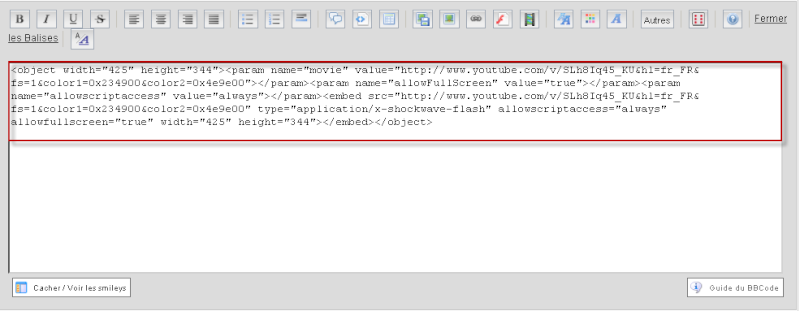 B I U S Autres Fermer
les Balises
<object width="425" height="344"><param name="movie" value="http://www.youtube.com/v/SLh8Iq45_KU&hl=fr_FR&
fs=1&color1=0x234900&color2=0x4e9e00"></param><param name="allowFullScreen" value="true"></param><param
name="allowscriptaccess" value="always"></param><embed src="http://www.youtube.com/v/SLh8Iq45_KU&hl=fr_FR&
fs=1&color1=0x234900&color2=0x4e9e00" type="application/x-shockwave-flash" allowscriptaccess="always"
allowfullscreen="true" width="425" height="344"></embed></object>
Cacher / Voir les smileys Guide du BBCode